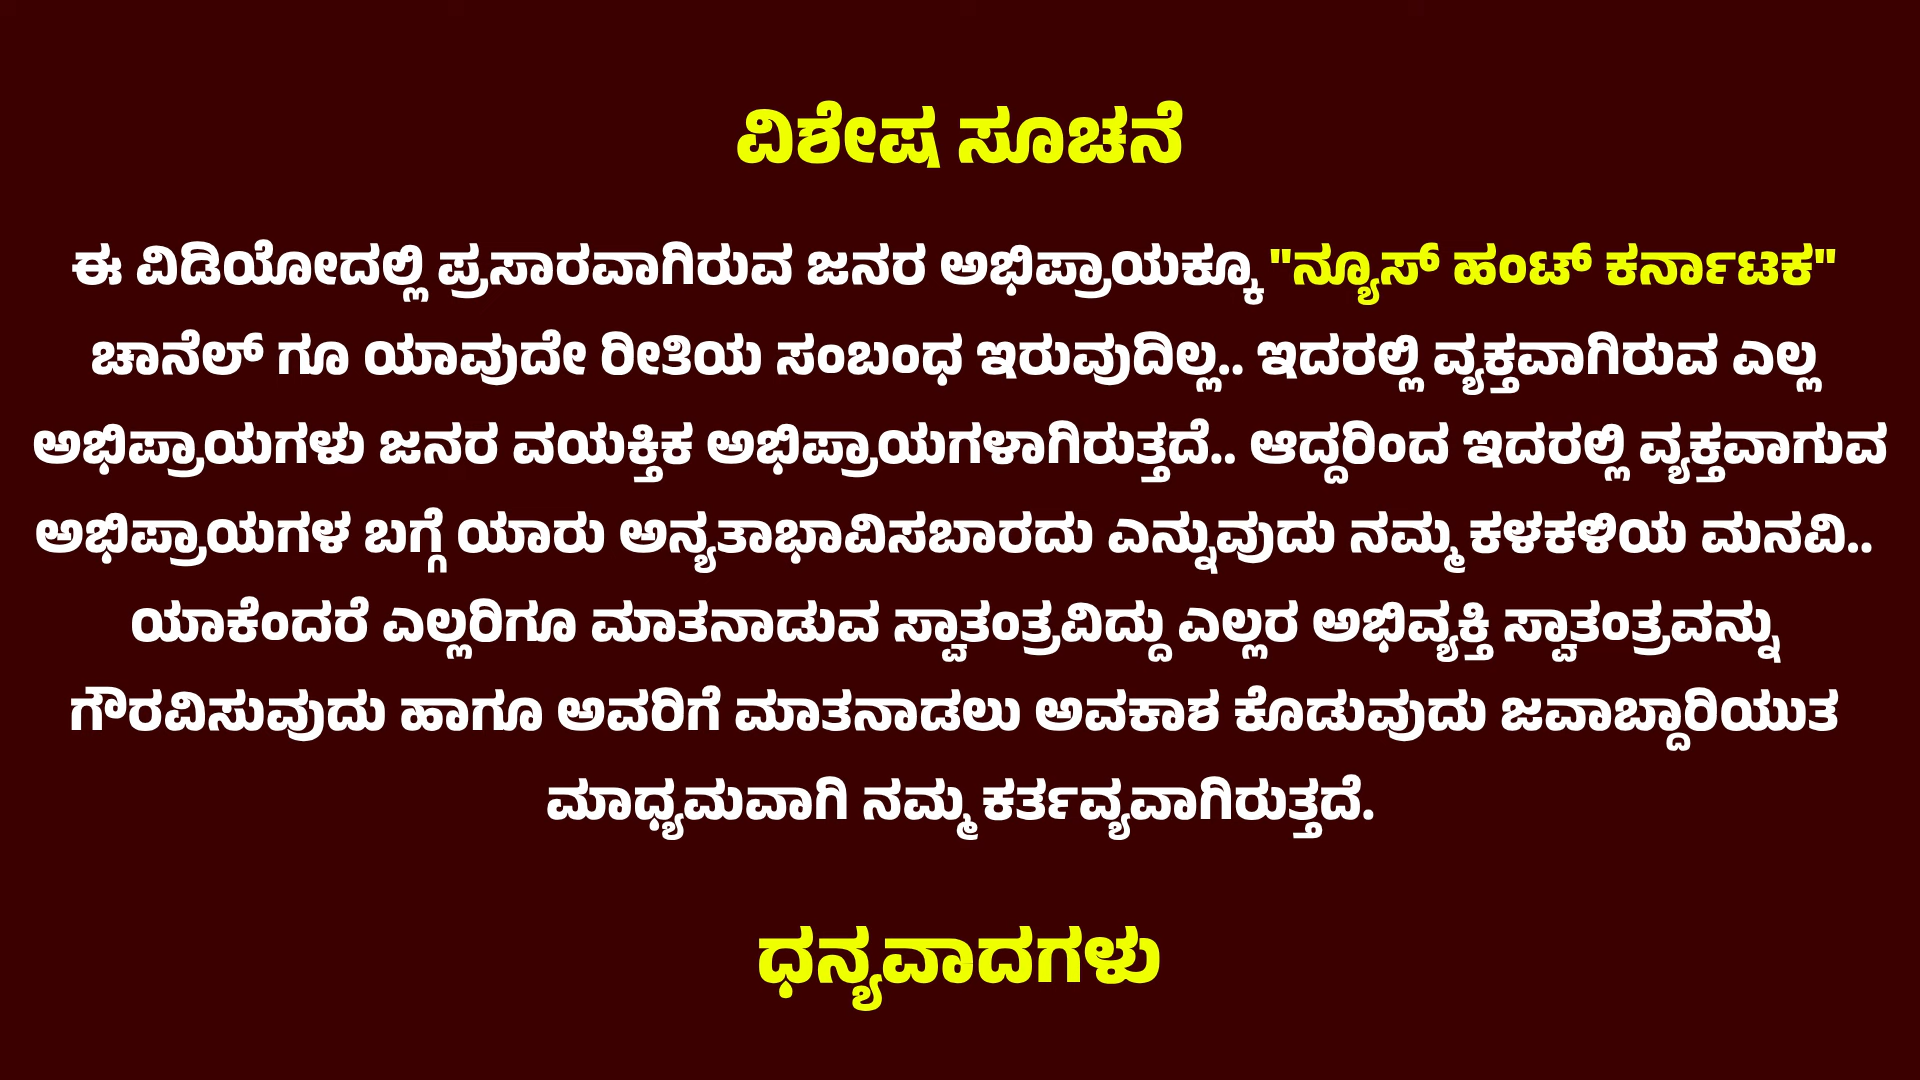 ವಿಶೇಷ ಸೂಚನೆ
ಈ ವಿಡಿಯೋದಲ್ಲಿ ಪ್ರಸಾರವಾಗಿರುವ ಜನರ ಅಭಿಪ್ರಾಯಕ್ಕೂ "ನ್ಯೂಸ್ ಹಂಟ್ ಕರ್ನಾಟಕ"
ಚಾನೆಲ್ ಗೂ ಯಾವುದೇ ರೀತಿಯ ಸಂಬಂಧ ಇರುವುದಿಲ್ಲ.. ಇದರಲ್ಲಿ ವ್ಯಕ್ತವಾಗಿರುವ ಎಲ್ಲ
ಅಭಿಪ್ರಾಯಗಳು ಜನರ ವಯಕ್ತಿಕ ಅಭಿಪ್ರಾಯಗಳಾಗಿರುತ್ತದೆ.. ಆದ್ದರಿಂದ ಇದರಲ್ಲಿ ವ್ಯಕ್ತವಾಗುವ
ಅಭಿಪ್ರಾಯಗಳ ಬಗ್ಗೆ ಯಾರು ಅನ್ಯತಾಭಾವಿಸಬಾರದು ಎನ್ನುವುದು ನಮ್ಮ ಕಳಕಳಿಯ ಮನವಿ..
ಯಾಕೆಂದರೆ ಎಲ್ಲರಿಗೂ ಮಾತನಾಡುವ ಸ್ವಾತಂತ್ರವಿದ್ದು ಎಲ್ಲರ ಅಭಿವ್ಯಕ್ತಿ ಸ್ವಾತಂತ್ರವನ್ನು
ಗೌರವಿಸುವುದು ಹಾಗೂ ಅವರಿಗೆ ಮಾತನಾಡಲು ಅವಕಾಶ ಕೊಡುವುದು ಜವಾಬ್ದಾರಿಯುತ
ಮಾಧ್ಯಮವಾಗಿ ನಮ್ಮ ಕರ್ತವ್ಯವಾಗಿರುತ್ತದೆ.
ಧನ್ಯವಾದಗಳು